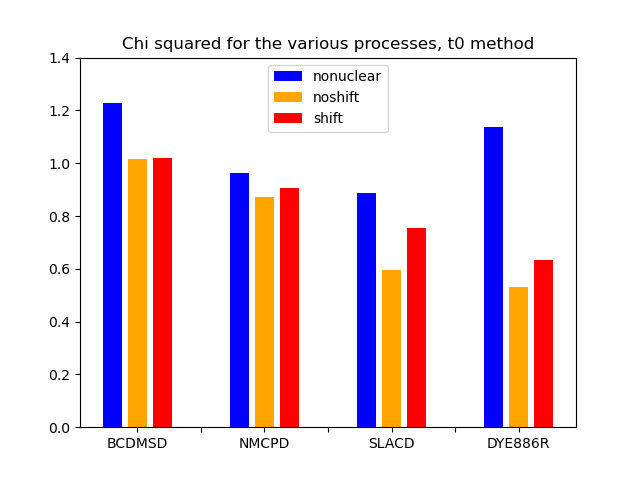 Chi squared for the various processes, t0 method
1.4
1.2
1.0
0.8
0.6
0.4
0.2
0.0
nonuclear
noshift
shift
BCDMSD NMCPD SLACD DYE886R